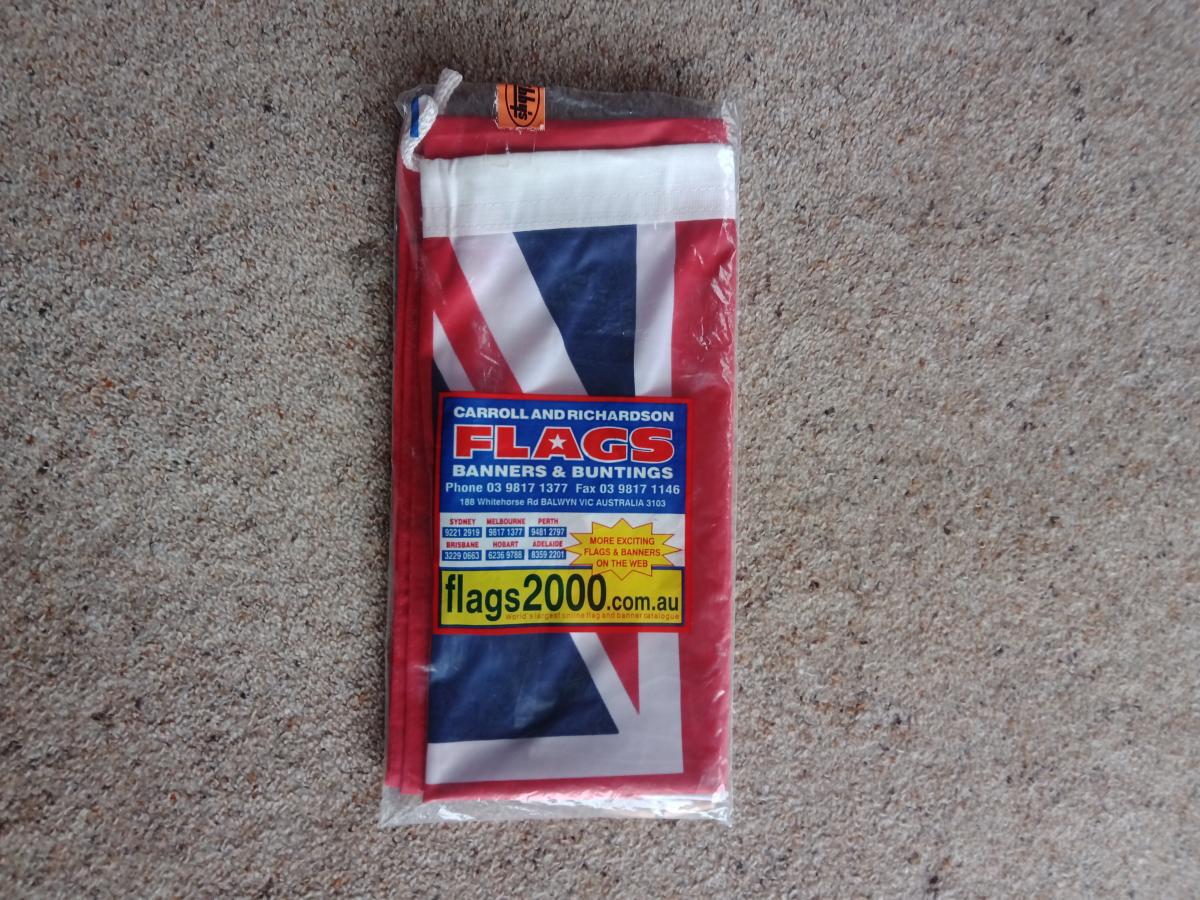 CARROLL AND RICHARDSON
FLAGS
BANNERS & BUNTINGS
Phone 03 9817 1377 Fax 03 9817 1146
188 Whitehorse Rd BALWYN VIC AUSTRALIA 3103
SYDNEY MELBOURNE PERTH
9221 2919 9817 1377 9481 2797
BRISBANE HOBART ADELAIDE
3229 0663 6236 9788 8359 2201
MORE EXCITING
FLAGS & BANNERS
ON THE WEB
flags2000.com.au
World's largest online flag and banner catalogue